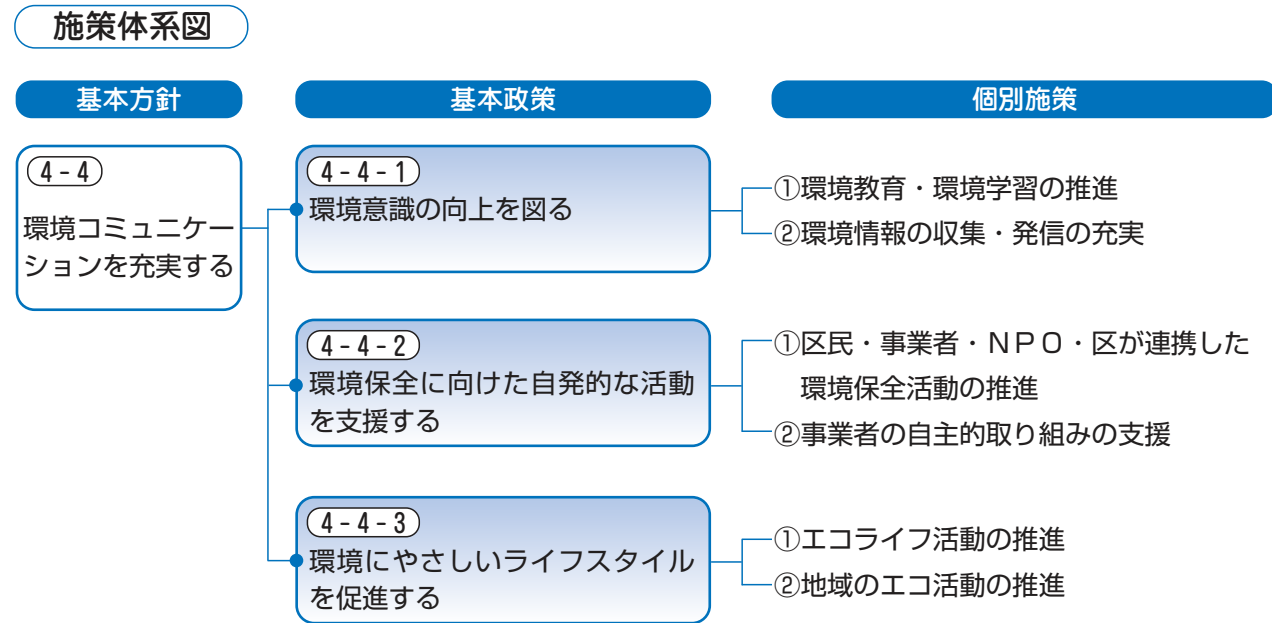 施策体系図
基本方針
基本政策
個別施策
4-4
環境コミュニケー
ションを充実する
4-4-1
環境意識の向上を図る
①環境教育・環境学習の推進
②環境情報の収集・発信の充実
4-4-2
環境保全に向けた自発的な活動
を支援する
①区民・事業者・ＮＰＯ・区が連携した
環境保全活動の推進
②事業者の自主的取り組みの支援
4-4-3
環境にやさしいライフスタイル
を促進する
①エコライフ活動の推進
②地域のエコ活動の推進